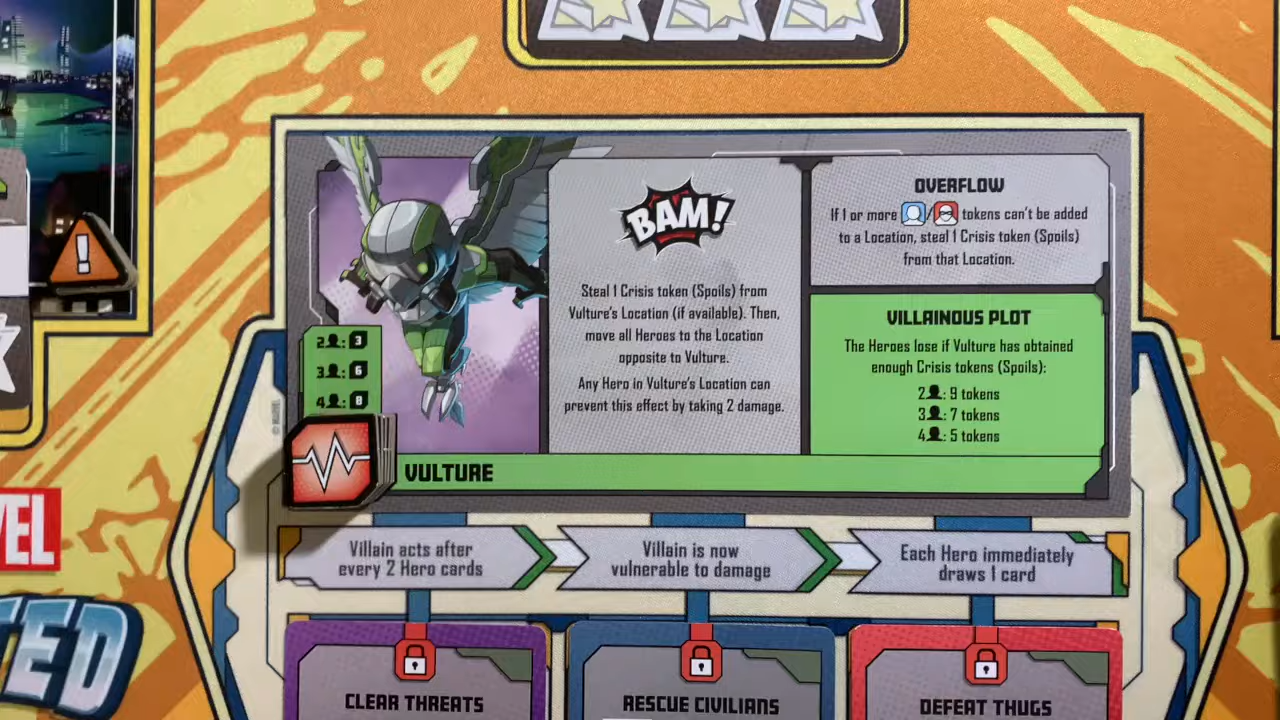 BAM!
Steal 1 Crisis token (Spoils) from
Vulture's Location (if available). Then,
move all Heroes to the Location
opposite to Vulture.
Any Hero in Vulture's Location can
prevent this effect by taking 2 damage.
OVERFLOW
If 1 or more / tokens can't be added
to a Location, steal 1 Crisis token (Spoils)
from that Location.
VILLAINOUS PLOT
The Heroes lose if Vulture has obtained
enough Crisis tokens (Spoils):
2: 9 tokens
3: 7 tokens
4: 5 tokens
2: 3
3: 6
4: 8
© MARVEL
VULTURE
VEL
TED
Villain acts after
every 2 Hero cards
Villain is now
vulnerable to damage
Each Hero immediately
draws 1 card
CLEAR THREATS
RESCUE CIVILIANS
DEFEAT THUGS